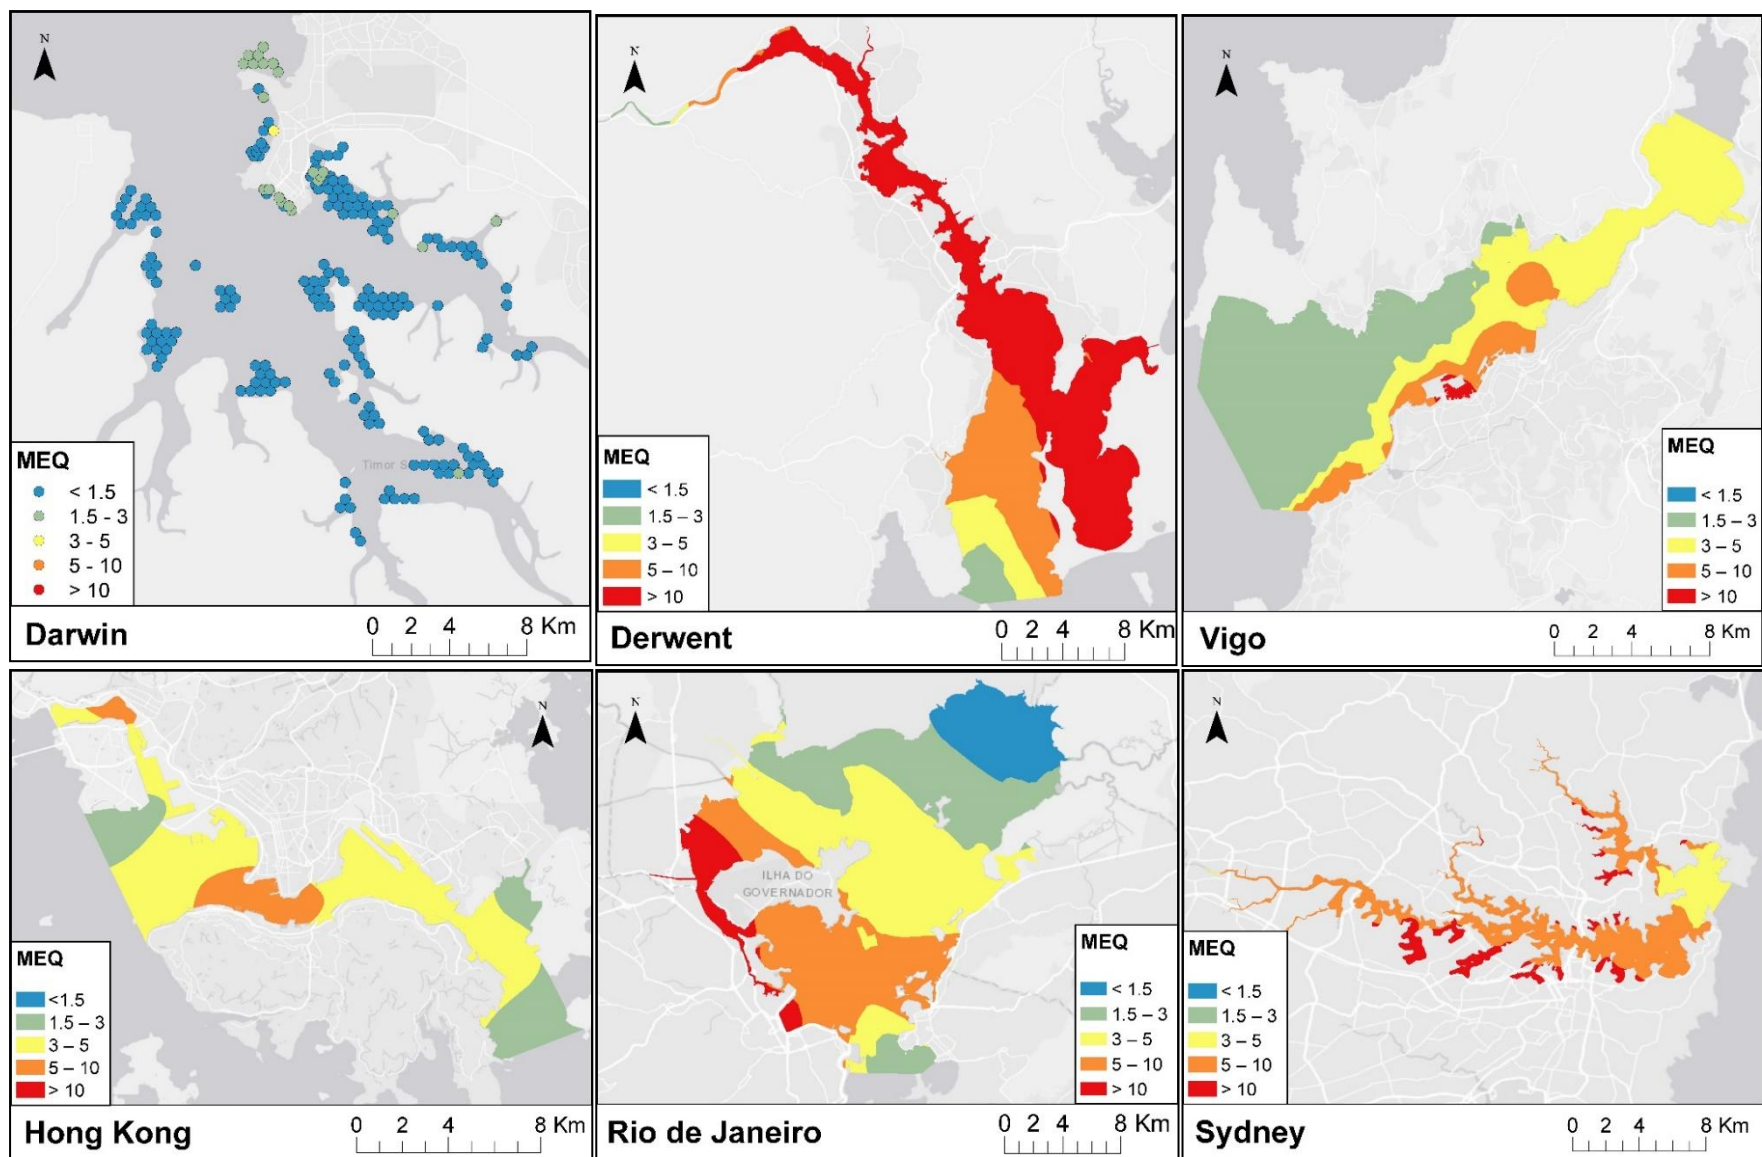 N
MEQ
< 1.5
1.5 - 3
3 - 5
5 - 10
> 10
Timor S
Darwin
0 2 4 8 Km
N
MEQ
< 1.5
1.5 – 3
3 – 5
5 – 10
> 10
Derwent
0 2 4 8 Km
N
MEQ
< 1.5
1.5 – 3
3 – 5
5 – 10
> 10
Vigo
0 2 4 8 Km
N
MEQ
<1.5
1.5 – 3
3 – 5
5 – 10
> 10
Hong Kong
0 2 4 8 Km
N
ILHA DO
GOVERNADOR
MEQ
< 1.5
1.5 – 3
3 – 5
5 – 10
> 10
Rio de Janeiro
0 2 4 8 Km
N
MEQ
< 1.5
1.5 – 3
3 – 5
5 – 10
> 10
Sydney
0 2 4 8 Km